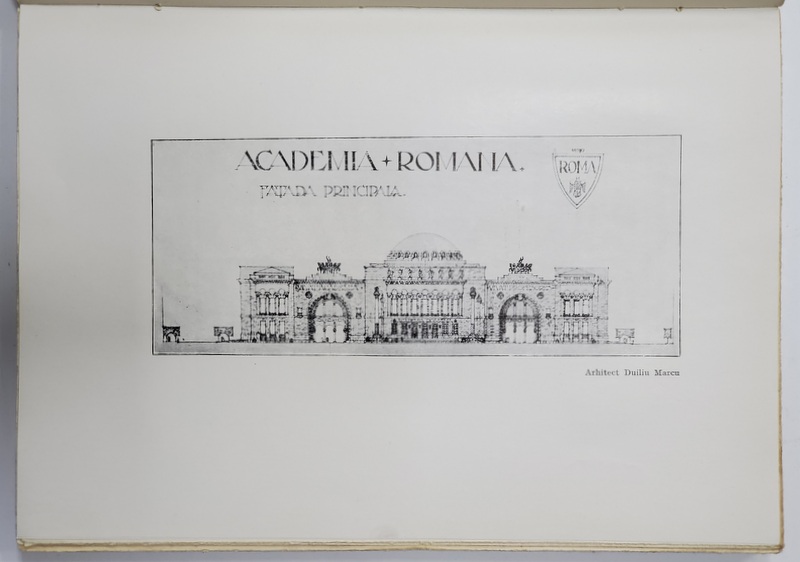 ACADEMIA + ROMANA.
FAȚADA PRINCIPALA.
ROMA
Arhitect Duiliu Marcu